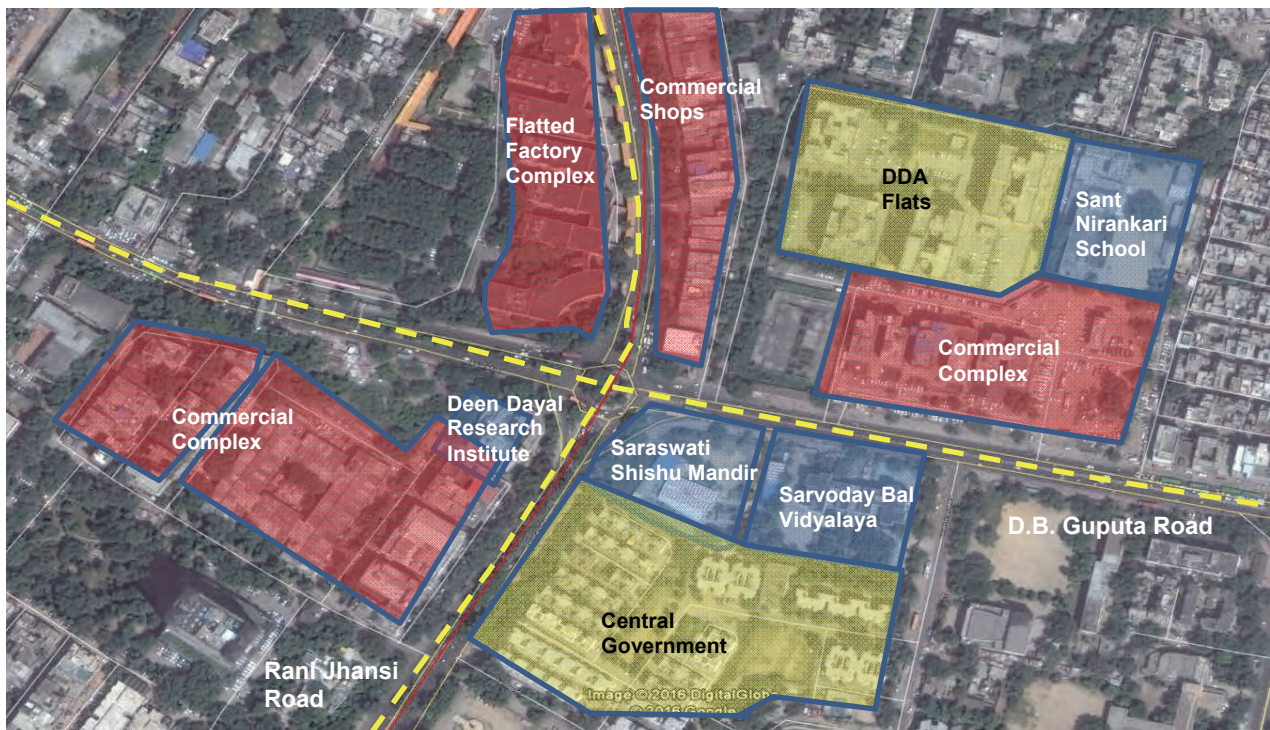 Commercial
Shops
Flatted
Factory
Complex
DDA
Flats
Sant
Nirankari
School
Commercial
Complex
Deen Dayal
Research
Institute
Commercial
Complex
Saraswati
Shishu Mandir
Sarvoday Bal
Vidyalaya
D.B. Guputa Road
Central
Government
Rani Jhansi
Road
Image © 2016 DigitalGlobe
© 2016 Google